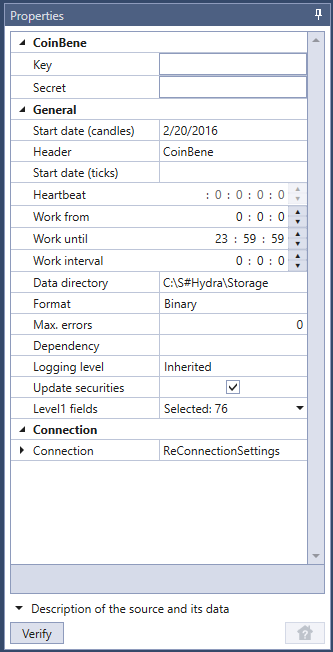 Properties
CoinBene
Key
Secret
General
Start date (candles) 2/20/2016
Header CoinBene
Start date (ticks)
Heartbeat : 0 : 0 : 0 : 0
Work from 0 : 0 : 0
Work until 23 : 59 : 59
Work interval 0 : 0 : 0
Data directory C:\S#Hydra\Storage
Format Binary
Max. errors 0
Dependency
Logging level Inherited
Update securities
Level1 fields Selected: 76
Connection
Connection ReConnectionSettings
Description of the source and its data
Verify
?